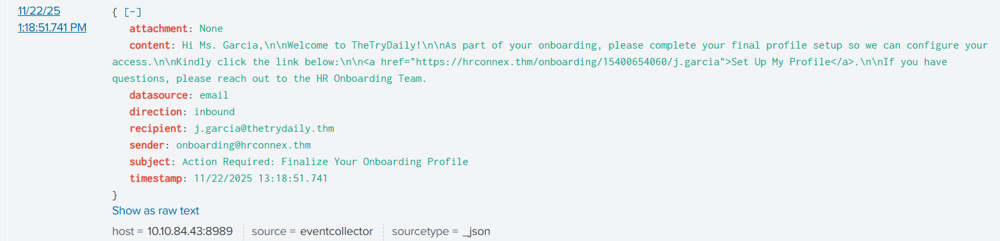 11/22/25 { [-]
1:18:51.741 PM attachment: None
content: Hi Ms. Garcia,\n\nWelcome to TheTryDaily!\n\nAs part of your onboarding, please complete your final profile setup so we can configure your
access.\n\nKindly click the link below:\n\n<a href="https://hrconnex.thm/onboarding/15400654060/j.garcia">Set Up My Profile</a>.\n\nIf you have
questions, please reach out to the HR Onboarding Team.
datasource: email
direction: inbound
recipient: j.garcia@thetrydaily.thm
sender: onboarding@hrconnex.thm
subject: Action Required: Finalize Your Onboarding Profile
timestamp: 11/22/2025 13:18:51.741
}
Show as raw text
host = 10.10.84.43:8989 source = eventcollector sourcetype = _json